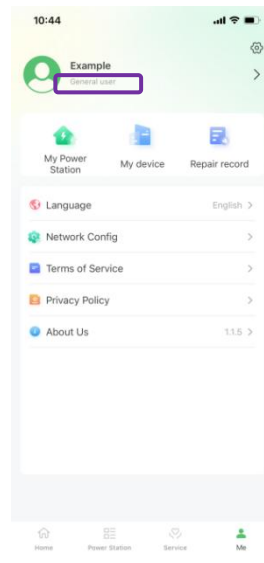 10:44
Example
General user
My Power
Station
My device
Repair record
Language
English
Network Config
Terms of Service
Privacy Policy
About Us
1.1.5
Home
Power Station
Service
Me